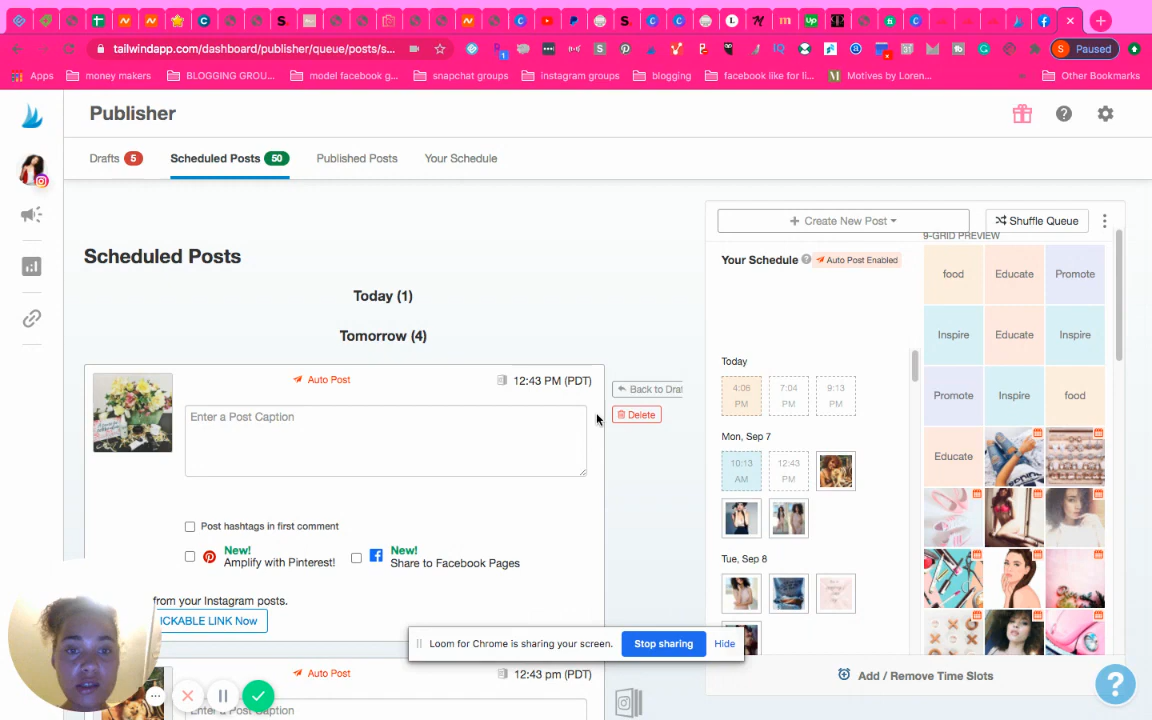 tailwindapp.com/dashboard/publisher/queue/posts/s...
S Paused
Apps
money makers
BLOGGING GROU...
model facebook g...
snapchat groups
instagram groups
blogging
facebook like for li...
Motives by Loren...
Other Bookmarks
Publisher
Drafts 5
Scheduled Posts 50
Published Posts
Your Schedule
+ Create New Post
Shuffle Queue
9-GRID PREVIEW
Scheduled Posts
Your Schedule
Auto Post Enabled
food Educate Promote
Today (1)
Tomorrow (4)
Inspire Educate Inspire
Today
4:06 PM
7:04 PM
9:13 PM
Promote Inspire food
Auto Post
12:43 PM (PDT)
Back to Draf
Enter a Post Caption
Delete
Mon, Sep 7
10:13 AM
12:43 PM
Educate
Post hashtags in first comment
New!
Amplify with Pinterest!
New!
Share to Facebook Pages
Tue, Sep 8
from your Instagram posts.
ICKABLE LINK Now
Loom for Chrome is sharing your screen.
Stop sharing
Hide
Auto Post
12:43 pm (PDT)
Add / Remove Time Slots
Enter a Post Caption